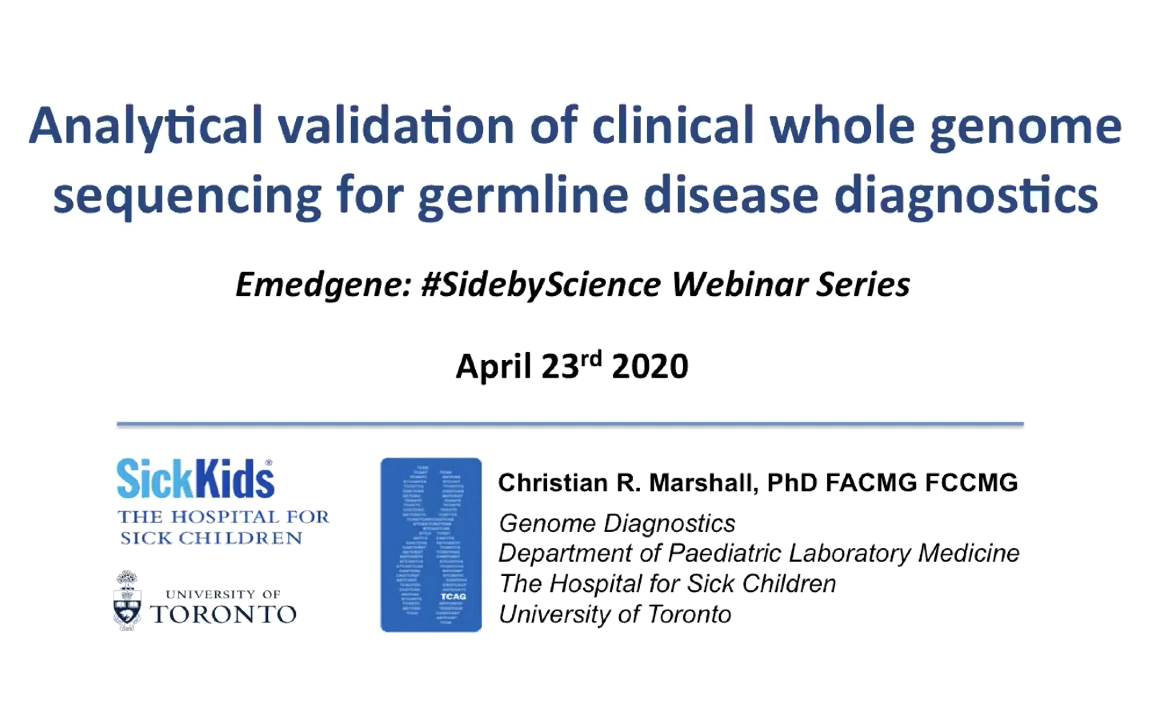 Analytical validation of clinical whole genome
sequencing for germline disease diagnostics
Emedgene: #SidebyScience Webinar Series
April 23rd 2020
SickKids®
THE HOSPITAL FOR
SICK CHILDREN
UNIVERSITY OF
TORONTO
TCAG
Christian R. Marshall, PhD FACMG FCCMG
Genome Diagnostics
Department of Paediatric Laboratory Medicine
The Hospital for Sick Children
University of Toronto